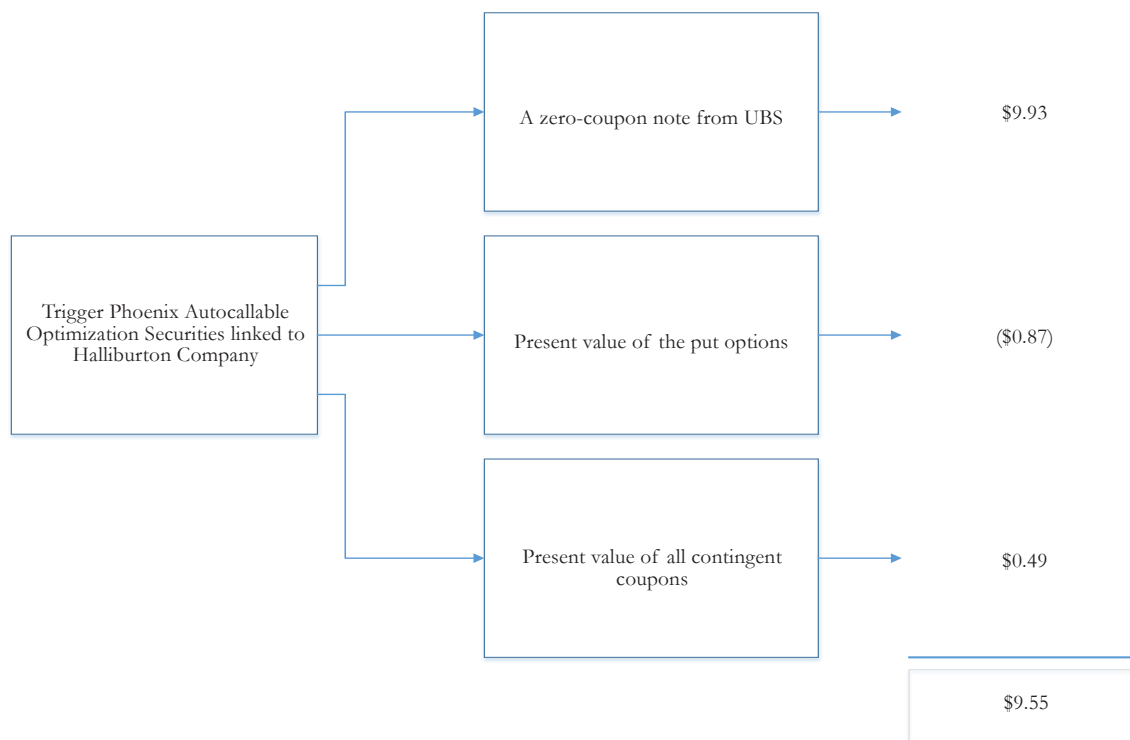 A zero-coupon note from UBS
$9.93
Trigger Phoenix Autocallable
Optimization Securities linked to
Halliburton Company
Present value of the put options
($0.87)
Present value of all contingent
coupons
$0.49
$9.55